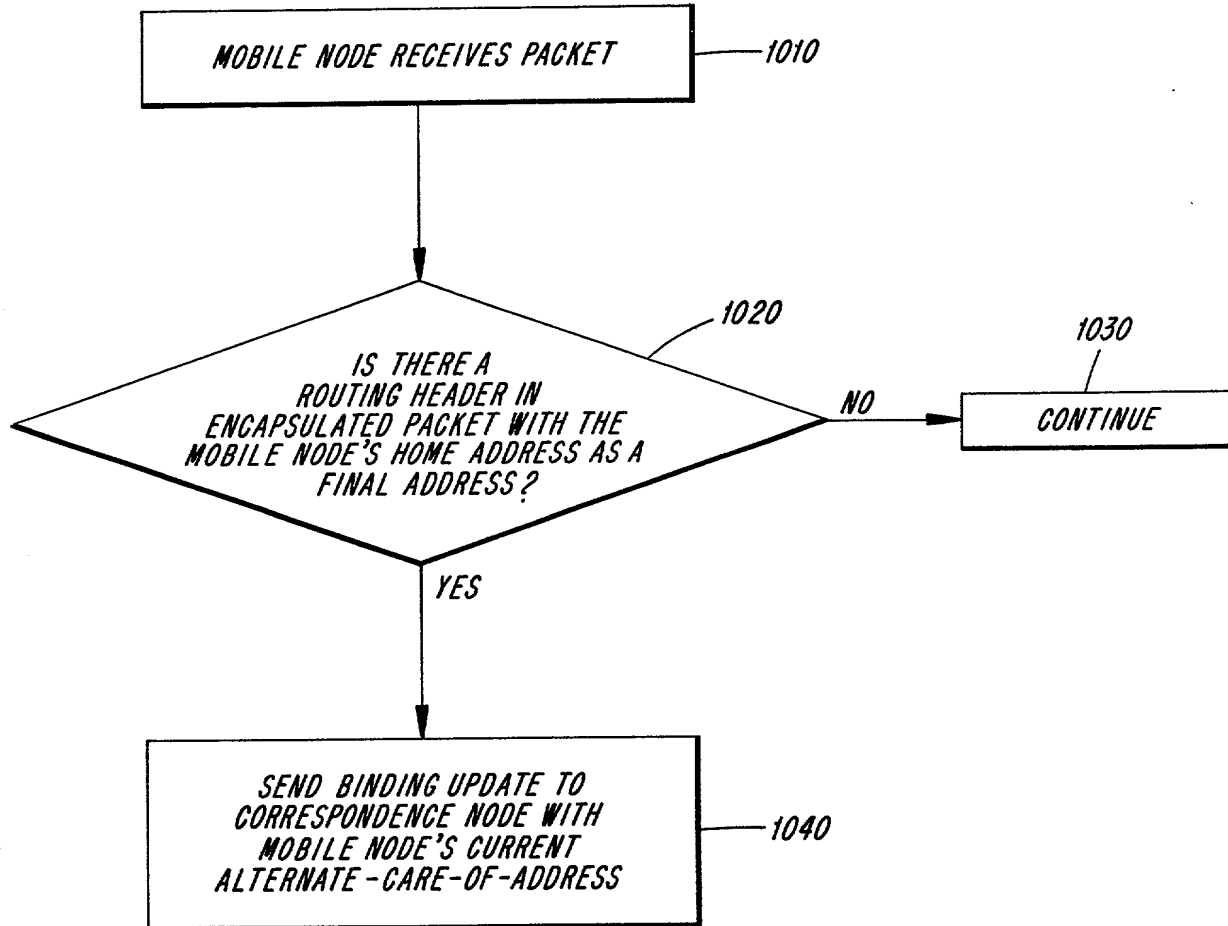 MOBILE NODE RECEIVES PACKET
1010
1020
IS THERE A
ROUTING HEADER IN
ENCAPSULATED PACKET WITH THE
MOBILE NODE'S HOME ADDRESS AS A
FINAL ADDRESS?
NO
1030
CONTINUE
YES
SEND BINDING UPDATE TO
CORRESPONDENCE NODE WITH
MOBILE NODE'S CURRENT
ALTERNATE-CARE-OF-ADDRESS
1040